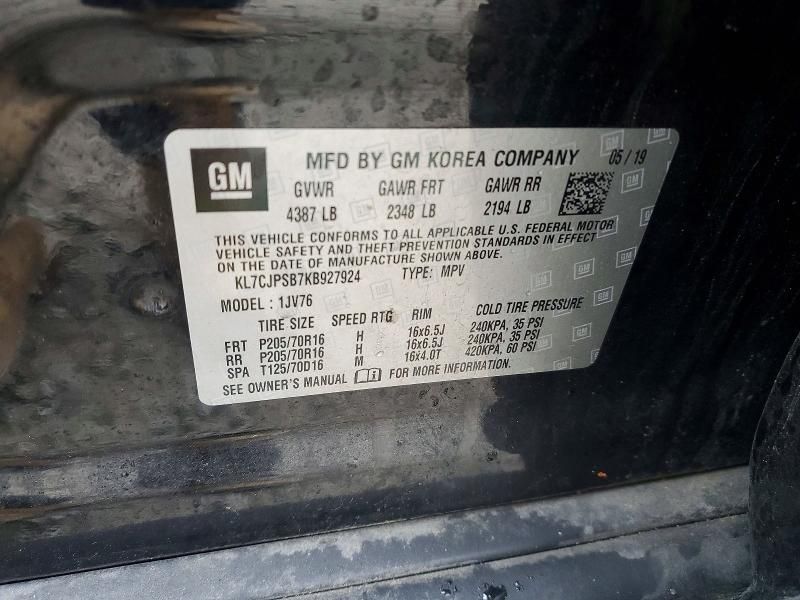 GM
MFD BY GM KOREA COMPANY 05 / 19
GVWR GAWR FRT GAWR RR
4387 LB 2348 LB 2194 LB
THIS VEHICLE CONFORMS TO ALL APPLICABLE U.S. FEDERAL MOTOR
VEHICLE SAFETY AND THEFT PREVENTION STANDARDS IN EFFECT
ON THE DATE OF MANUFACTURE SHOWN ABOVE.
KL7CJPSB7KB927924 TYPE: MPV
MODEL : 1JV76
TIRE SIZE SPEED RTG RIM COLD TIRE PRESSURE
FRT P205/70R16 H 16x6.5J 240KPA, 35 PSI
RR P205/70R16 H 16x6.5J 240KPA, 35 PSI
SPA T125/70D16 M 16x4.0T 420KPA, 60 PSI
SEE OWNER'S MANUAL FOR MORE INFORMATION.